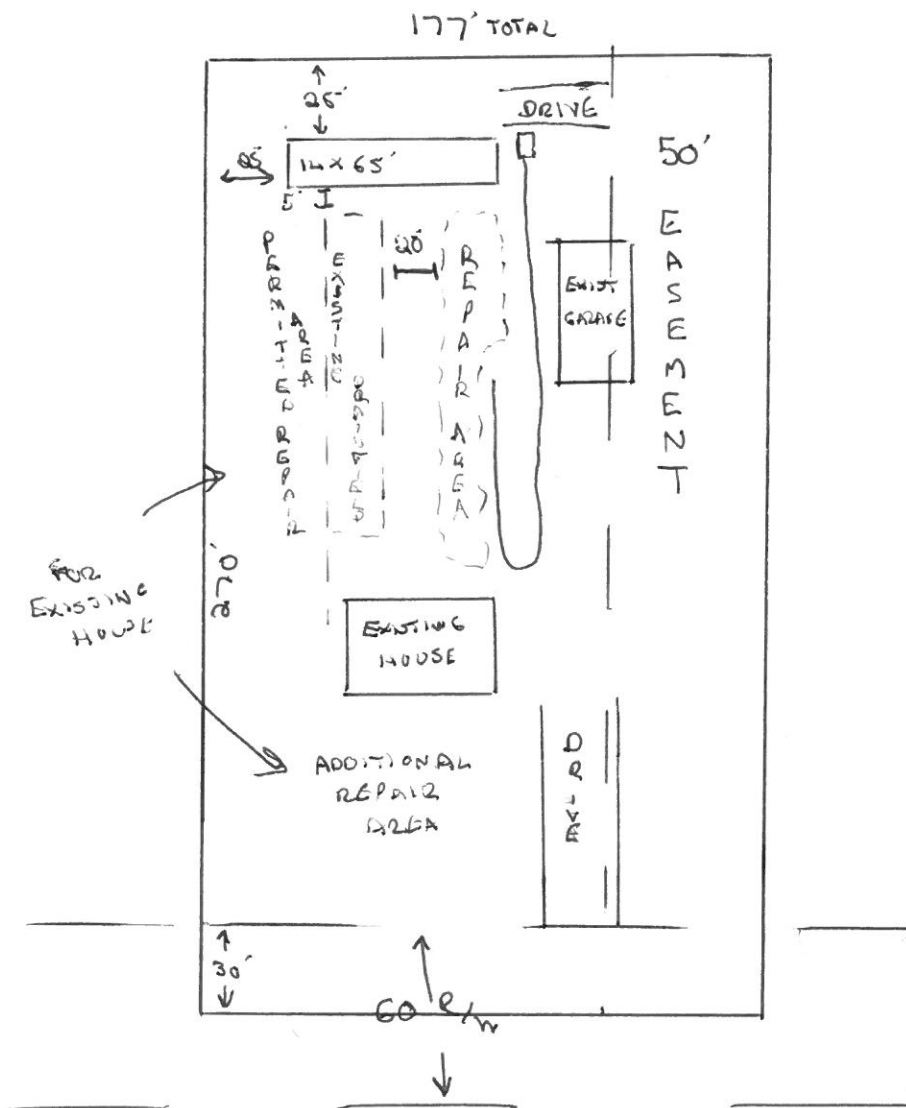 177' TOTAL
25'
DRIVE
14 X 65'
50'
EASEMENT
5'
20'
PERMITTED REPAIR
AREA
EXISTING
REPAIR AREA
EXIST
GARAGE
FOR
EXISTING
HOUSE
270'
EXISTING
HOUSE
ADDITIONAL
REPAIR
AREA
DRIVE
30'
60 R/W